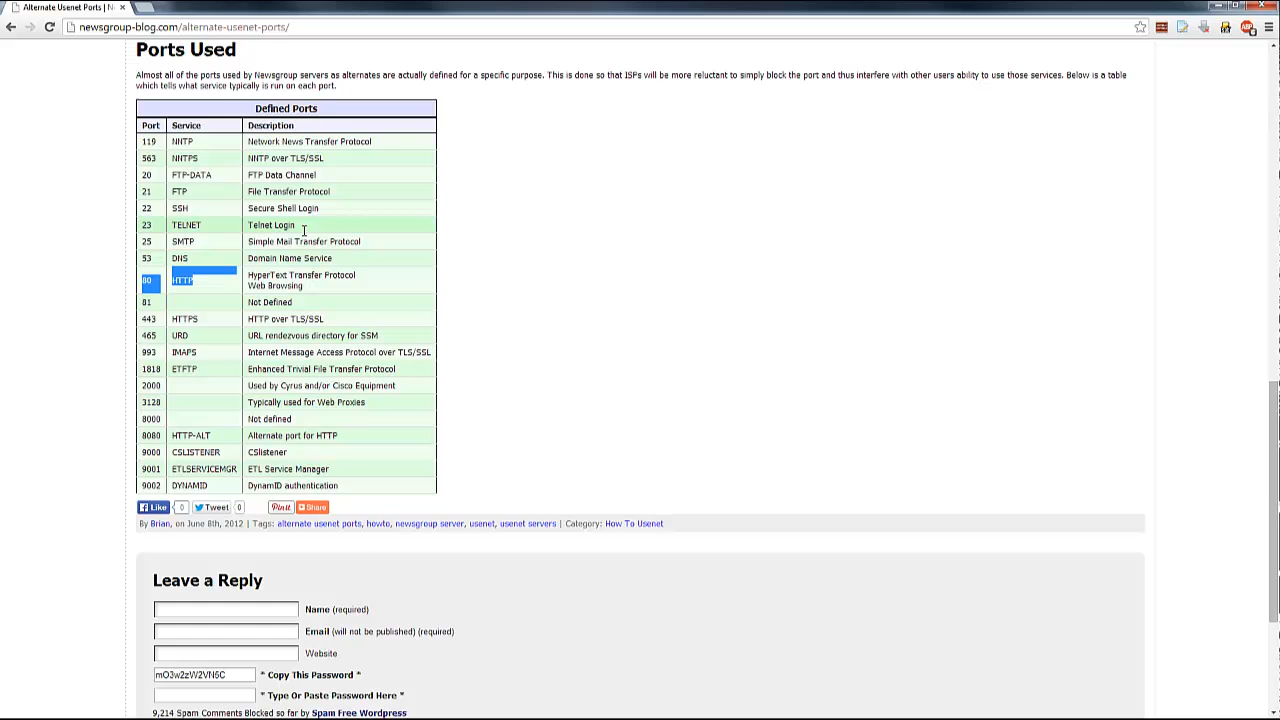 Alternate Usenet Ports | N
newsgroup-blog.com/alternate-usenet-ports/
Ports Used
Almost all of the ports used by Newsgroup servers as alternates are actually defined for a specific purpose. This is done so that ISPs will be more reluctant to simply block the port and thus interfere with other users ability to use those services. Below is a table
which tells what service typically is run on each port.
Defined Ports
Port Service Description
119 NNTP Network News Transfer Protocol
563 NNTPS NNTP over TLS/SSL
20 FTP-DATA FTP Data Channel
21 FTP File Transfer Protocol
22 SSH Secure Shell Login
23 TELNET Telnet Login
25 SMTP Simple Mail Transfer Protocol
53 DNS Domain Name Service
80 HTTP HyperText Transfer Protocol
Web Browsing
81 Not Defined
443 HTTPS HTTP over TLS/SSL
465 URD URL rendezvous directory for SSM
993 IMAPS Internet Message Access Protocol over TLS/SSL
1818 ETFTP Enhanced Trivial File Transfer Protocol
2000 Used by Cyrus and/or Cisco Equipment
3128 Typically used for Web Proxies
8000 Not defined
8080 HTTP-ALT Alternate port for HTTP
9000 CSLISTENER CSlistener
9001 ETLSERVICEMGR ETL Service Manager
9002 DYNAMID DynamID authentication
Like 0 Tweet 0 Pin it Share
By Brian, on June 8th, 2012 | Tags: alternate usenet ports, howto, newsgroup server, usenet, usenet servers | Category: How To Usenet
Leave a Reply
Name (required)
Email (will not be published) (required)
Website
* Copy This Password *
* Type Or Paste Password Here *
9,214 Spam Comments Blocked so far by Spam Free Wordpress